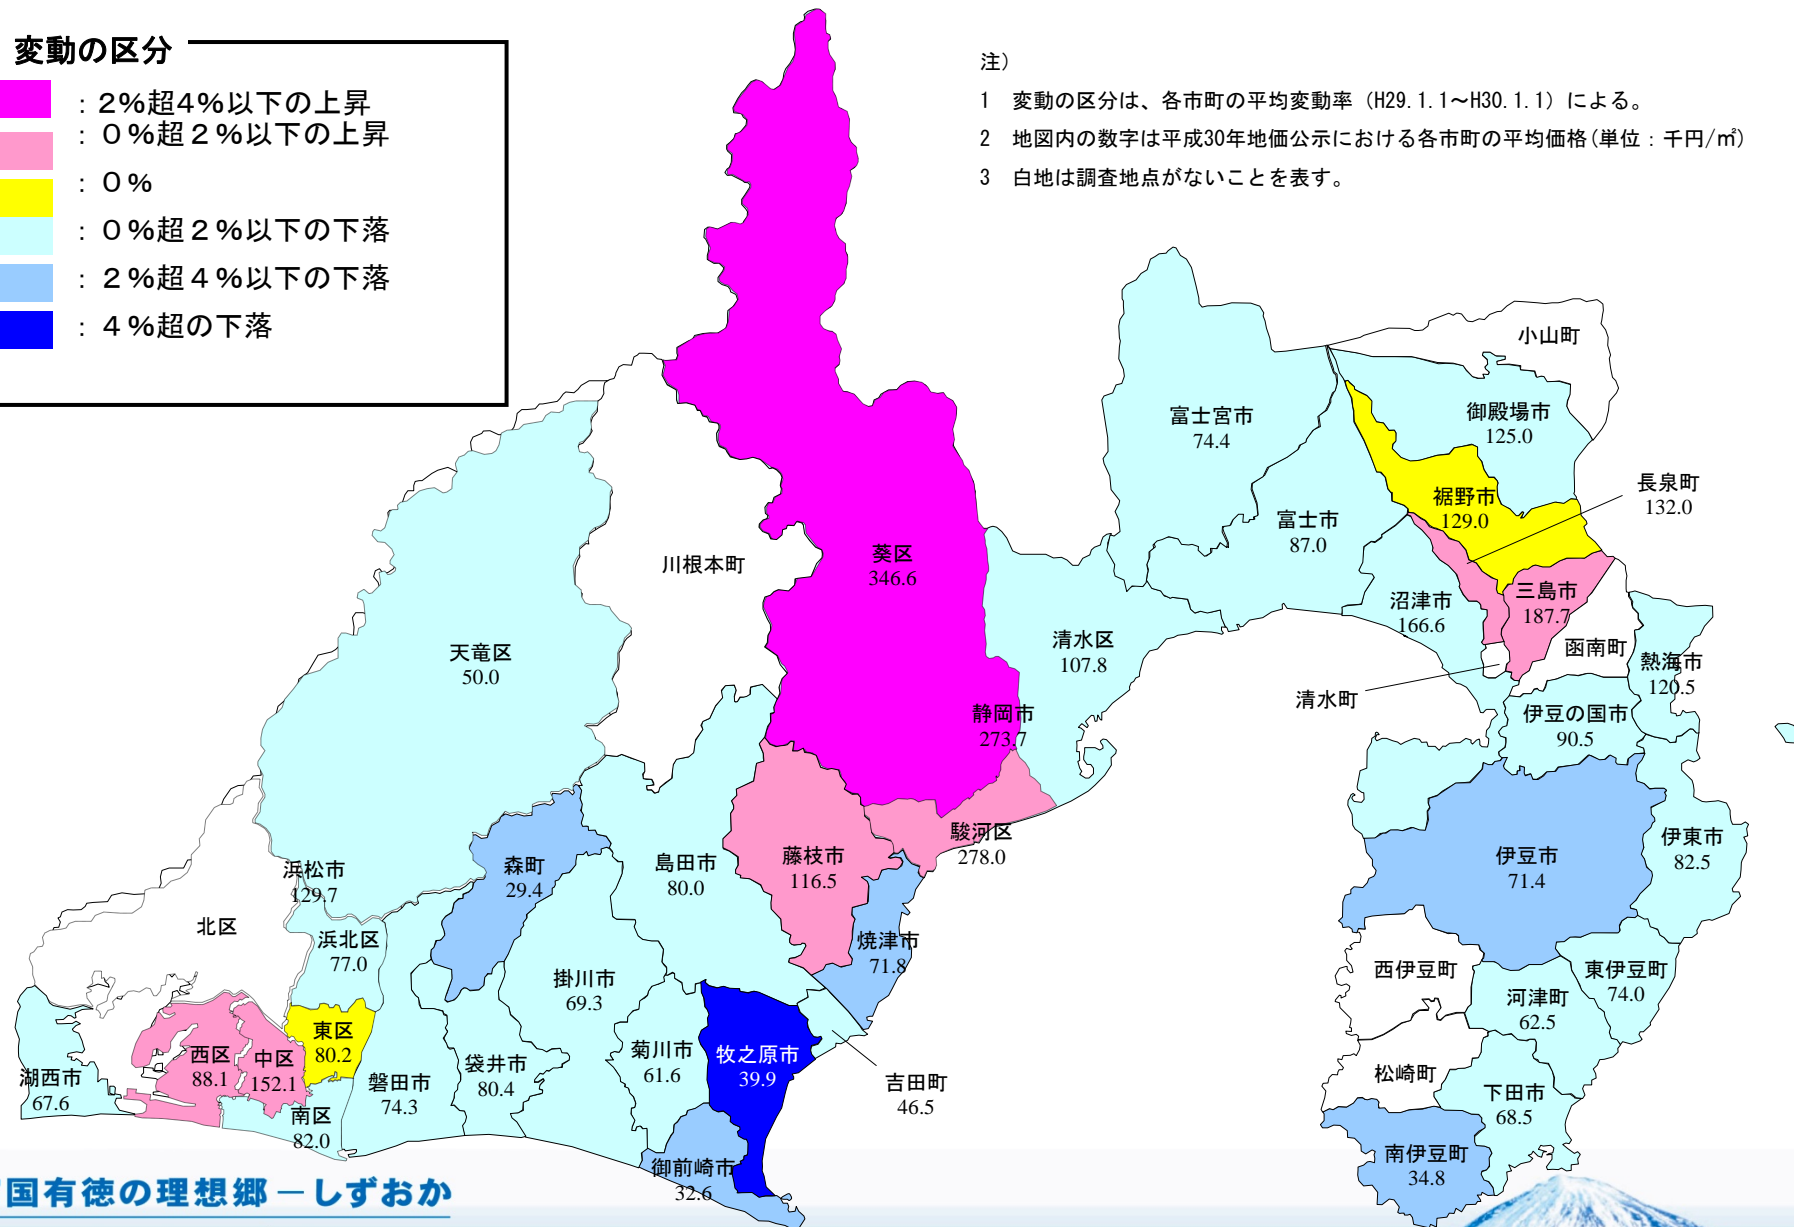 変動の区分
：2%超4%以下の上昇
：０%超２%以下の上昇
：０%
：０%超２%以下の下落
：２%超４%以下の下落
：４%超の下落
注）
1　変動の区分は、各市町の平均変動率（H29.1.1～H30.1.1）による。
2　地図内の数字は平成30年地価公示における各市町の平均価格(単位：千円/㎡)
3　白地は調査地点がないことを表す。
小山町
御殿場市
125.0
富士宮市
74.4
裾野市
129.0
長泉町
132.0
富士市
87.0
川根本町
葵区
346.6
沼津市
166.6
三島市
187.7
函南町
熱海市
120.5
清水区
107.8
天竜区
50.0
清水町
静岡市
273.7
伊豆の国市
90.5
駿河区
278.0
伊東市
82.5
伊豆市
71.4
島田市
80.0
藤枝市
116.5
森町
29.4
浜松市
129.7
北区
浜北区
77.0
焼津市
71.8
掛川市
69.3
西伊豆町
東伊豆町
74.0
河津町
62.5
東区
80.2
西区
88.1
中区
152.1
湖西市
67.6
南区
82.0
磐田市
74.3
袋井市
80.4
菊川市
61.6
牧之原市
39.9
吉田町
46.5
松崎町
下田市
68.5
御前崎市
32.6
南伊豆町
34.8
国有徳の理想郷－しずおか